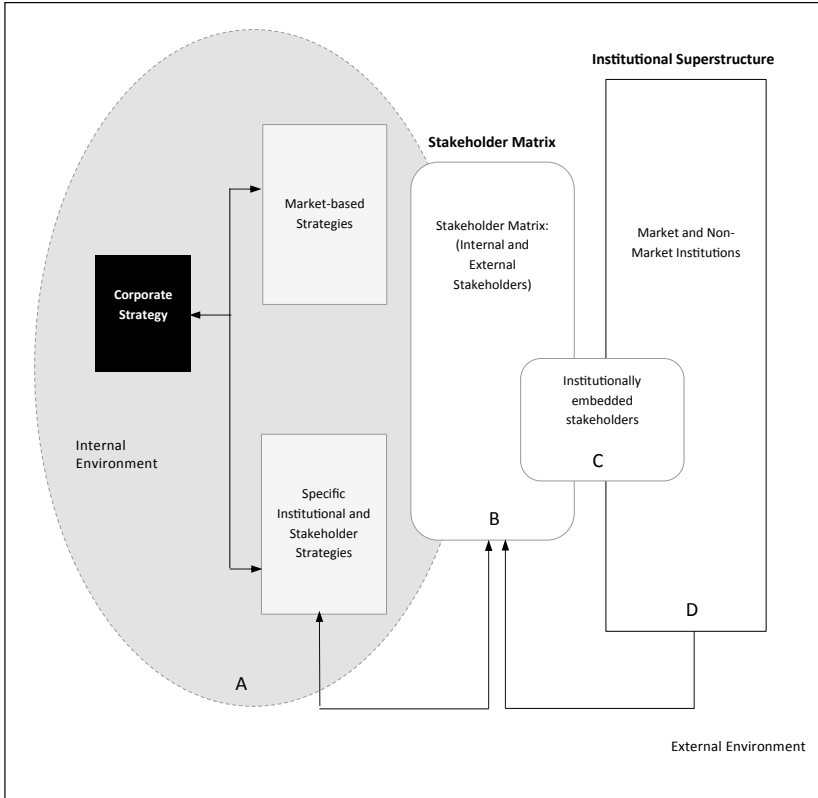 Institutional Superstructure
Stakeholder Matrix
Market-based
Strategies
Stakeholder Matrix:
(Internal and
External
Stakeholders)
Market and Non-
Market Institutions
Corporate
Strategy
Institutionally
embedded
stakeholders
C
Internal
Environment
Specific
Institutional and
Stakeholder
Strategies
B
D
A
External Environment